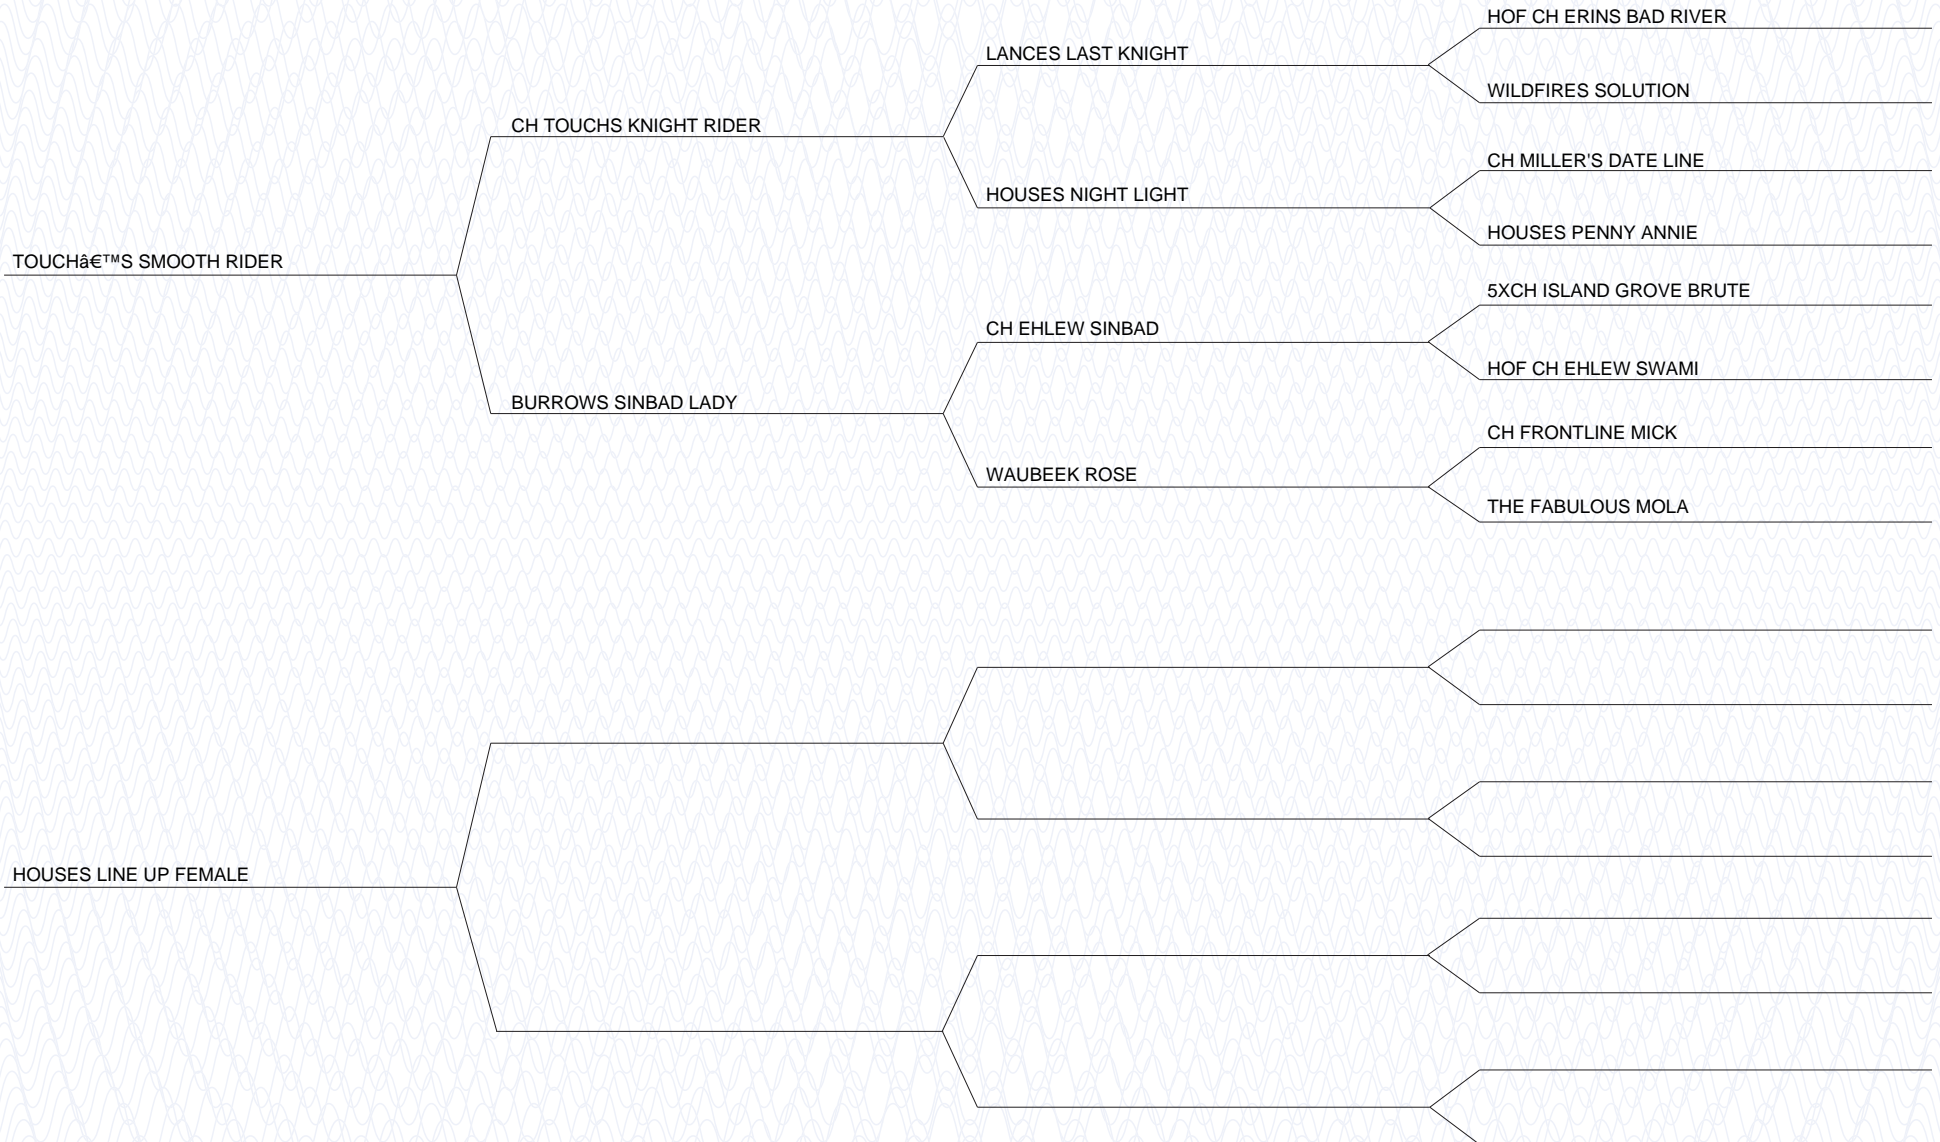 HOF CH ERINS BAD RIVER
LANCES LAST KNIGHT
WILDFIRES SOLUTION
CH TOUCHS KNIGHT RIDER
CH MILLER'S DATE LINE
HOUSES NIGHT LIGHT
HOUSES PENNY ANNIE
TOUCHâ€™S SMOOTH RIDER
5XCH ISLAND GROVE BRUTE
CH EHLEW SINBAD
HOF CH EHLEW SWAMI
BURROWS SINBAD LADY
CH FRONTLINE MICK
WAUBEEK ROSE
THE FABULOUS MOLA
HOUSES LINE UP FEMALE